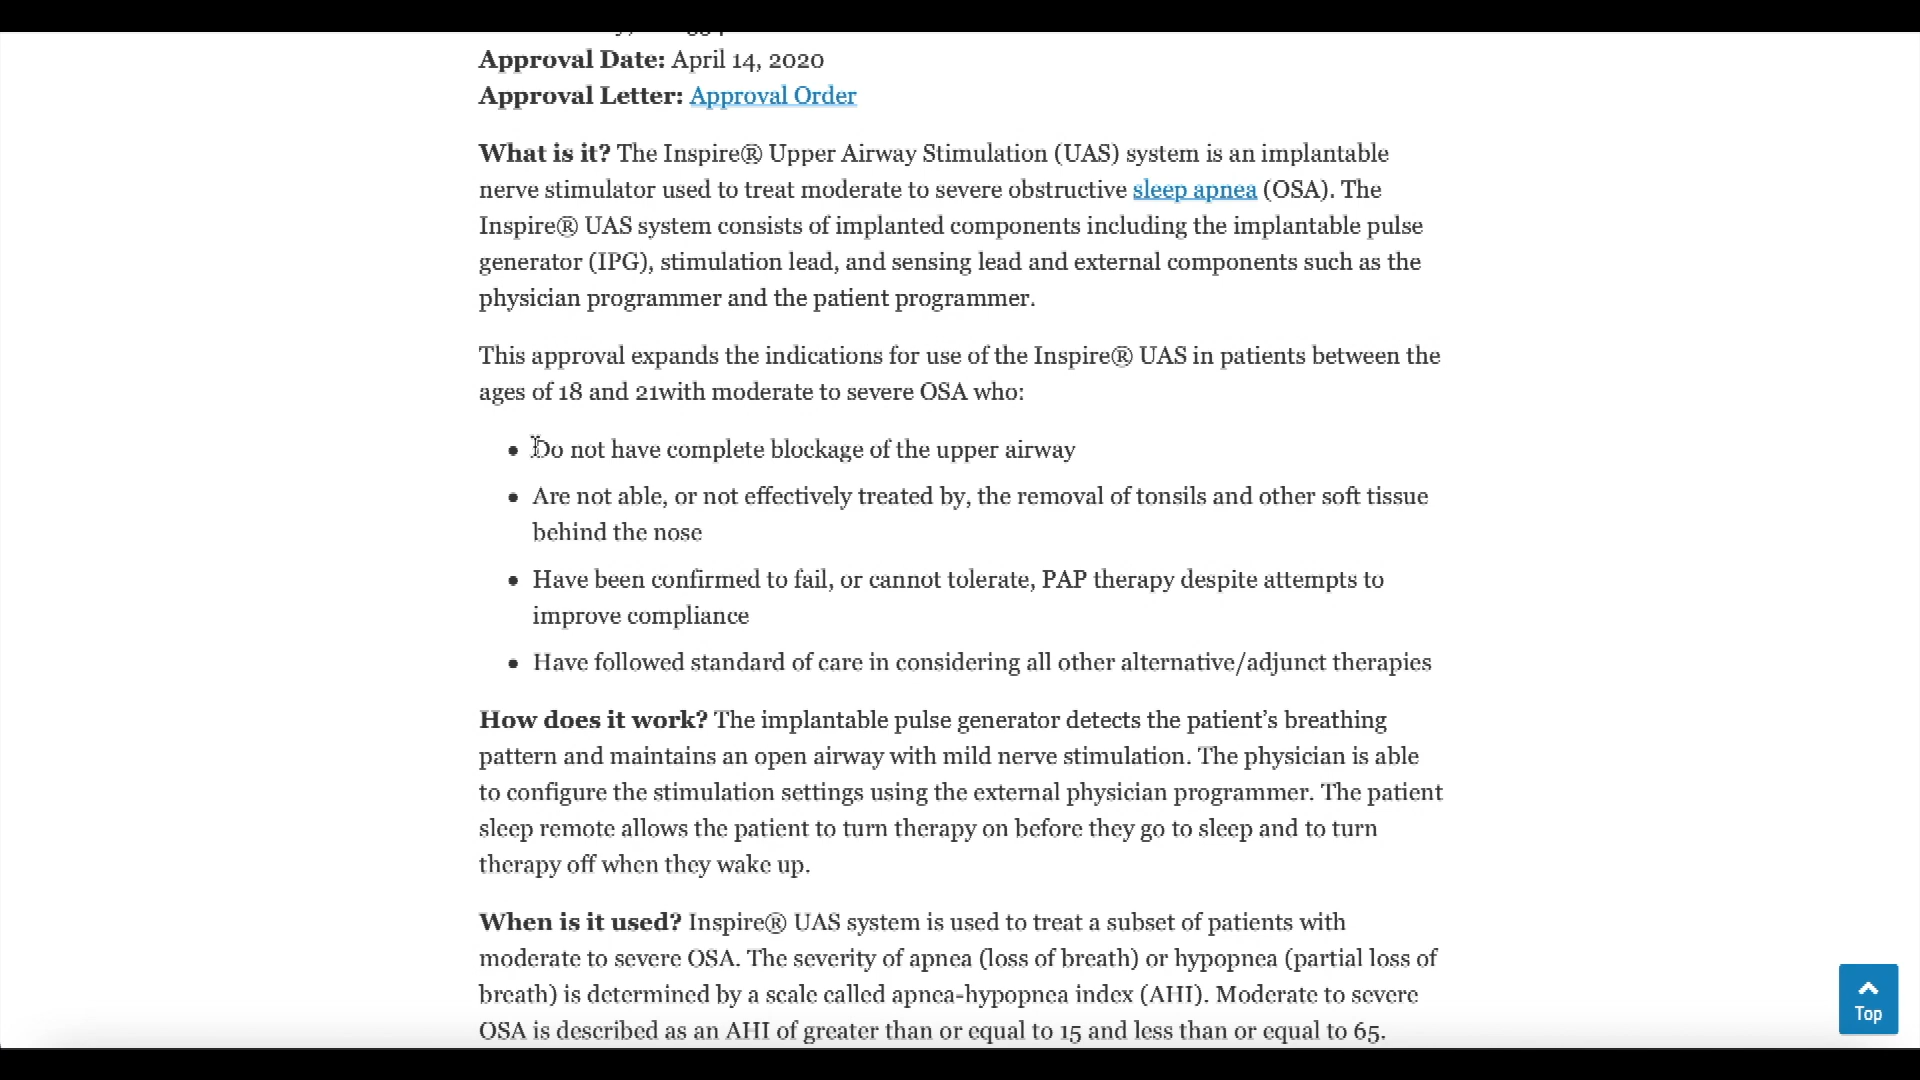 Approval Date: April 14, 2020
Approval Letter: Approval Order
What is it? The Inspire® Upper Airway Stimulation (UAS) system is an implantable
nerve stimulator used to treat moderate to severe obstructive sleep apnea (OSA). The
Inspire® UAS system consists of implanted components including the implantable pulse
generator (IPG), stimulation lead, and sensing lead and external components such as the
physician programmer and the patient programmer.
This approval expands the indications for use of the Inspire® UAS in patients between the
ages of 18 and 21with moderate to severe OSA who:
• Do not have complete blockage of the upper airway
• Are not able, or not effectively treated by, the removal of tonsils and other soft tissue
behind the nose
• Have been confirmed to fail, or cannot tolerate, PAP therapy despite attempts to
improve compliance
• Have followed standard of care in considering all other alternative/adjunct therapies
How does it work? The implantable pulse generator detects the patient’s breathing
pattern and maintains an open airway with mild nerve stimulation. The physician is able
to configure the stimulation settings using the external physician programmer. The patient
sleep remote allows the patient to turn therapy on before they go to sleep and to turn
therapy off when they wake up.
When is it used? Inspire® UAS system is used to treat a subset of patients with
moderate to severe OSA. The severity of apnea (loss of breath) or hypopnea (partial loss of
breath) is determined by a scale called apnea-hypopnea index (AHI). Moderate to severe
OSA is described as an AHI of greater than or equal to 15 and less than or equal to 65.
Top